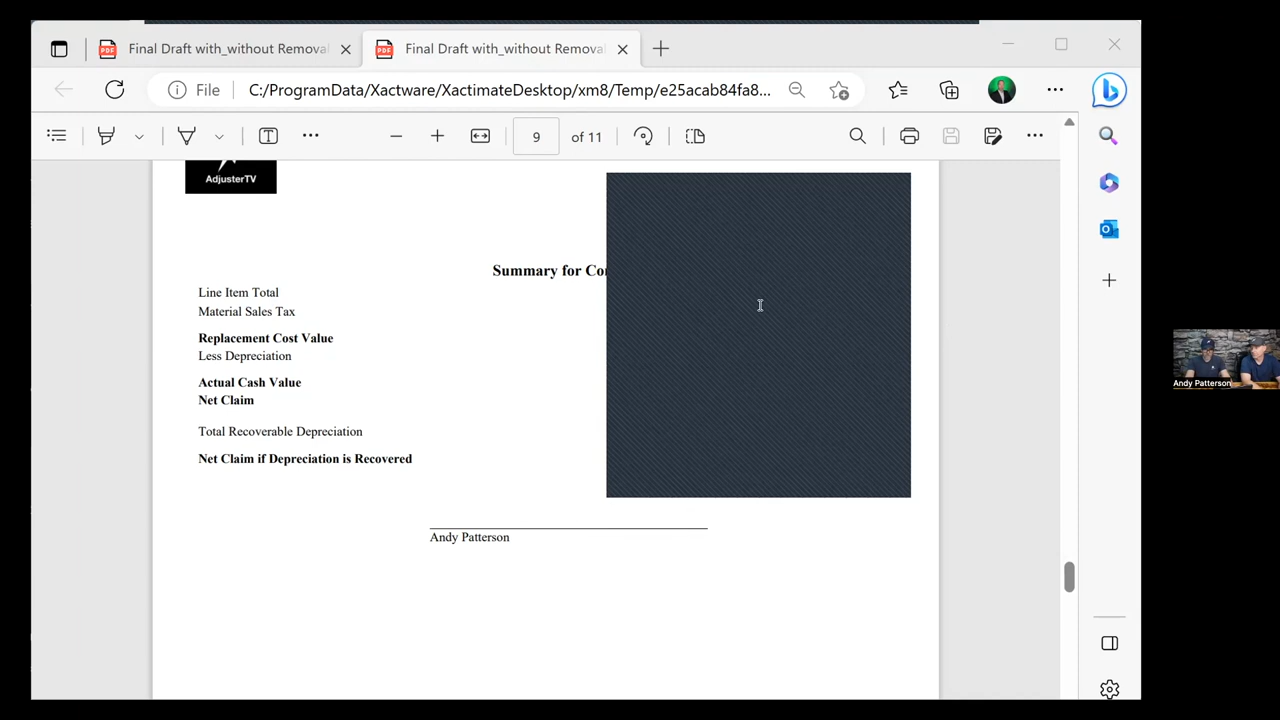 Final Draft with_without Removal
Final Draft with_without Removal
File
C:/ProgramData/Xactware/XactimateDesktop/xm8/Temp/e25acab84fa8...
9
of 11
AdjusterTV
Summary for Co
Line Item Total
Material Sales Tax
Replacement Cost Value
Less Depreciation
Actual Cash Value
Net Claim
Total Recoverable Depreciation
Net Claim if Depreciation is Recovered
Andy Patterson
Andy Patterson